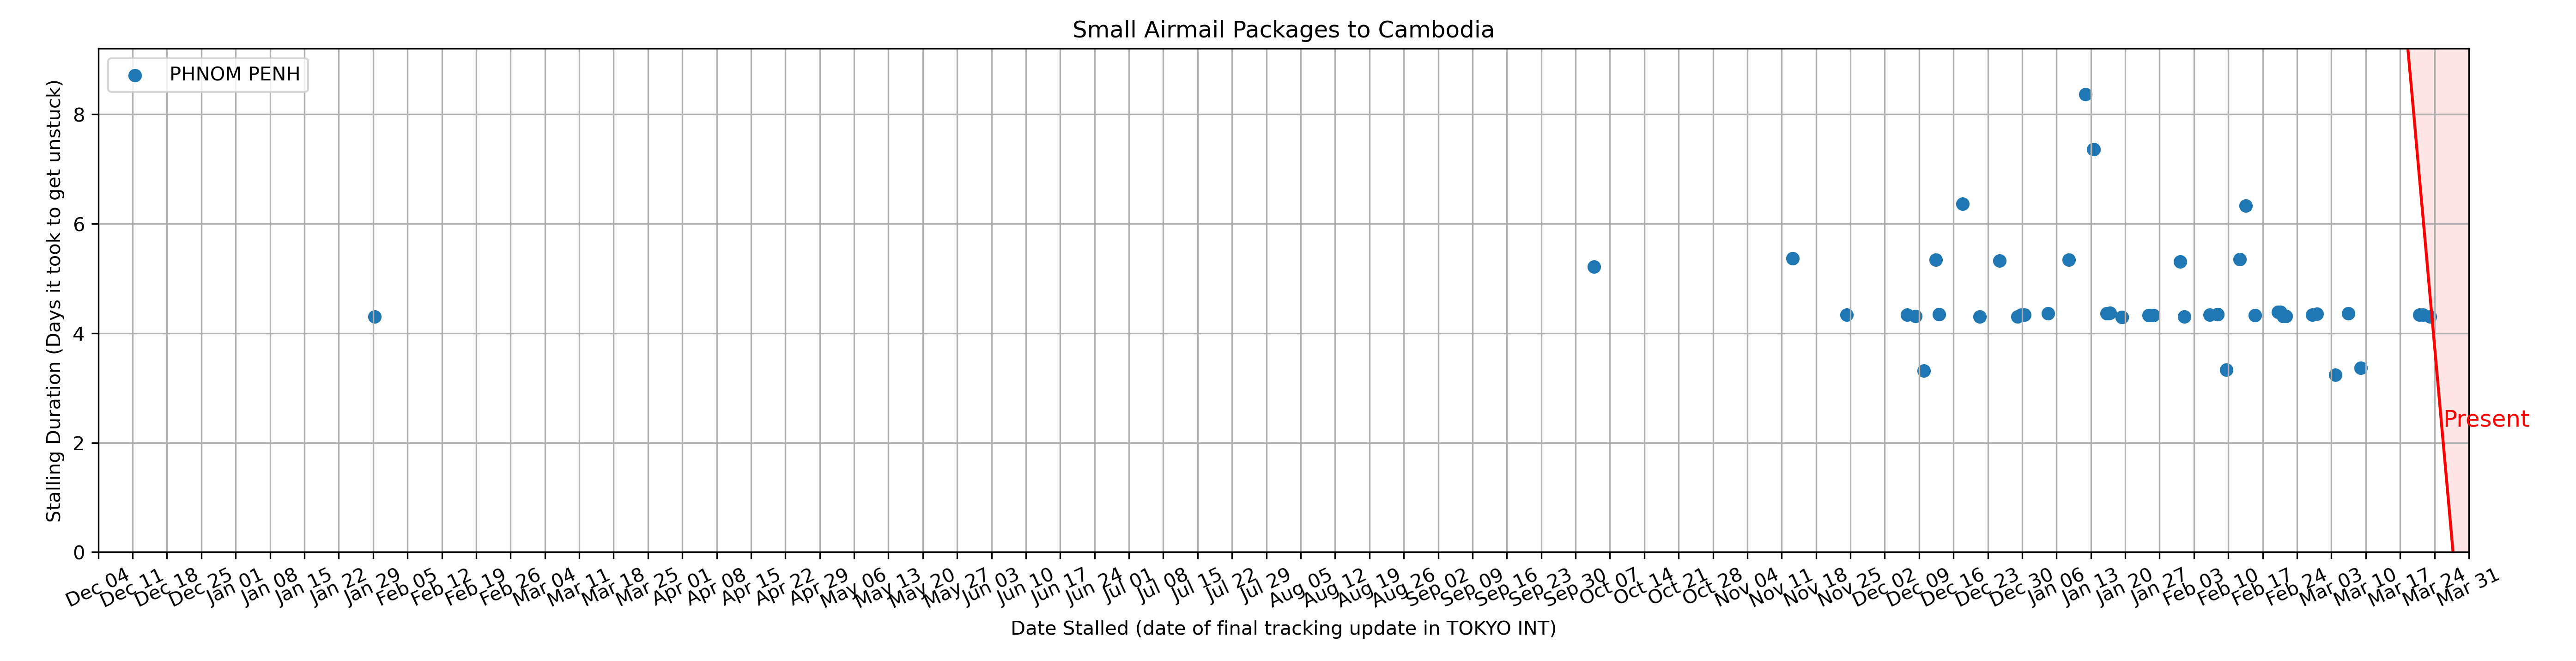 Small Airmail Packages to Cambodia
PHNOM PENH
Stalling Duration (Days it took to get unstuck)
8
6
4
2
0
Present
Dec 04
Dec 11
Dec 18
Dec 25
Jan 01
Jan 08
Jan 15
Jan 22
Jan 29
Feb 05
Feb 12
Feb 19
Feb 26
Mar 04
Mar 11
Mar 18
Mar 25
Apr 01
Apr 08
Apr 15
Apr 22
Apr 29
May 06
May 13
May 20
May 27
Jun 03
Jun 10
Jun 17
Jun 24
Jul 01
Jul 08
Jul 15
Jul 22
Jul 29
Aug 05
Aug 12
Aug 19
Aug 26
Sep 02
Sep 09
Sep 16
Sep 23
Sep 30
Oct 07
Oct 14
Oct 21
Oct 28
Nov 04
Nov 11
Nov 18
Nov 25
Dec 02
Dec 09
Dec 16
Dec 23
Dec 30
Jan 06
Jan 13
Jan 20
Jan 27
Feb 03
Feb 10
Feb 17
Feb 24
Mar 03
Mar 10
Mar 17
Mar 24
Mar 31
Date Stalled (date of final tracking update in TOKYO INT)